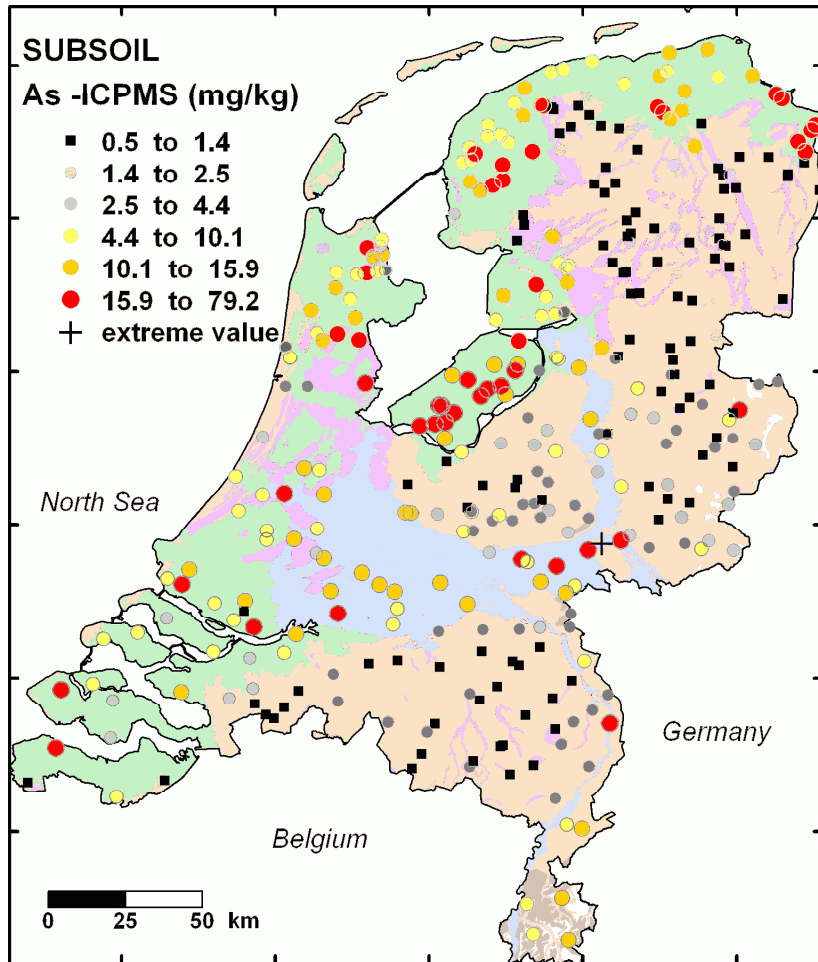 SUBSOIL
As -ICPMS (mg/kg)
0.5 to 1.4
1.4 to 2.5
2.5 to 4.4
4.4 to 10.1
10.1 to 15.9
15.9 to 79.2
extreme value
North Sea
Germany
Belgium
0 25 50 km